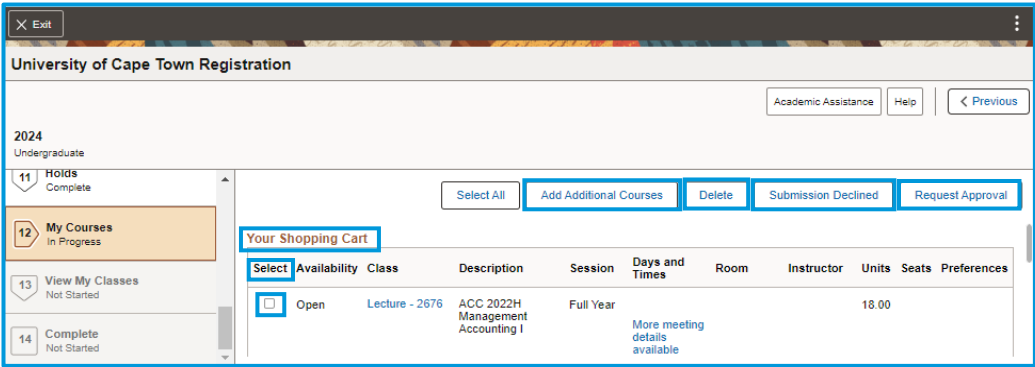 Exit
University of Cape Town Registration
Academic Assistance Help Previous
2024
Undergraduate
11 Holds
Complete
12 My Courses
In Progress
13 View My Classes
Not Started
14 Complete
Not Started
Select All Add Additional Courses Delete Submission Declined Request Approval
Your Shopping Cart
Select Availability Class Description Session Days and Times Room Instructor Units Seats Preferences
Open Lecture - 2676 ACC 2022H Full Year 18.00
Management
Accounting I
More meeting
details
available